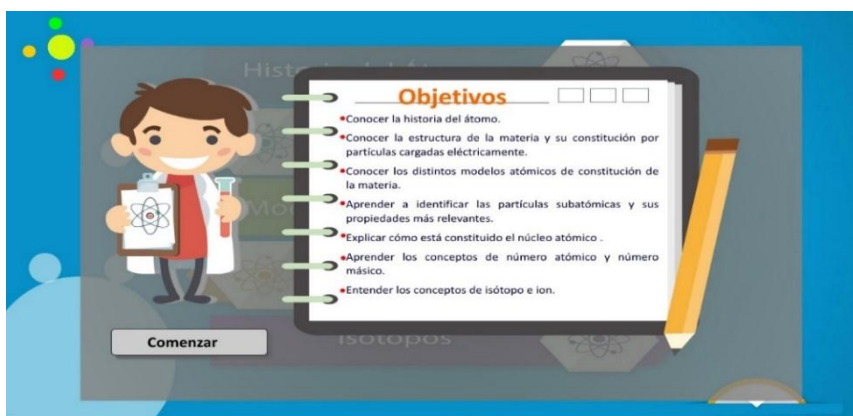 Objetivos
•Conocer la historia del átomo.
•Conocer la estructura de la materia y su constitución por
partículas cargadas eléctricamente.
•Conocer los distintos modelos atómicos de constitución de
la materia.
•Aprender a identificar las partículas subatómicas y sus
propiedades más relevantes.
•Explicar cómo está constituido el núcleo atómico .
•Aprender los conceptos de número atómico y número
másico.
•Entender los conceptos de isótopo e ion.
Comenzar
Isótopos